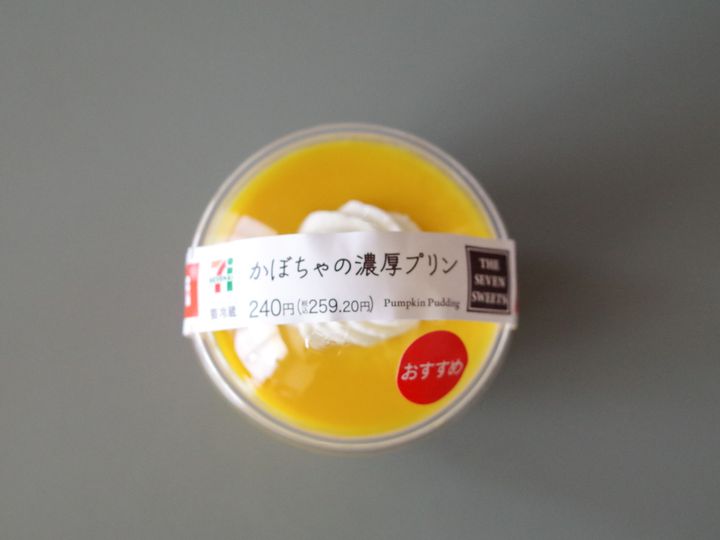 かぼちゃの濃厚プリン
SEVEN & i
要冷蔵
240円(税込259.20円)
Pumpkin Pudding
THE
SEVEN
SWEETS
おすすめ